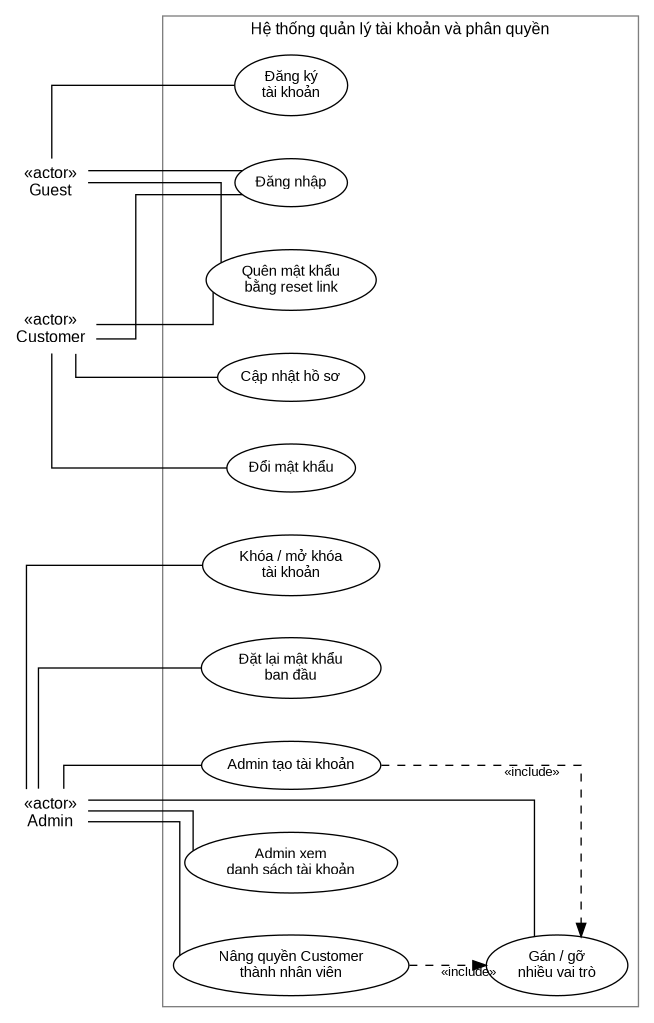 Hệ thống quản lý tài khoản và phân quyền
Đăng ký
tài khoản
«actor»
Guest
Đăng nhập
Quên mật khẩu
bằng reset link
«actor»
Customer
Cập nhật hồ sơ
Đổi mật khẩu
Khóa / mở khóa
tài khoản
Đặt lại mật khẩu
ban đầu
Admin tạo tài khoản
«include»
«actor»
Admin
Admin xem
danh sách tài khoản
Nâng quyền Customer
thành nhân viên
«include»
Gán / gỡ
nhiều vai trò